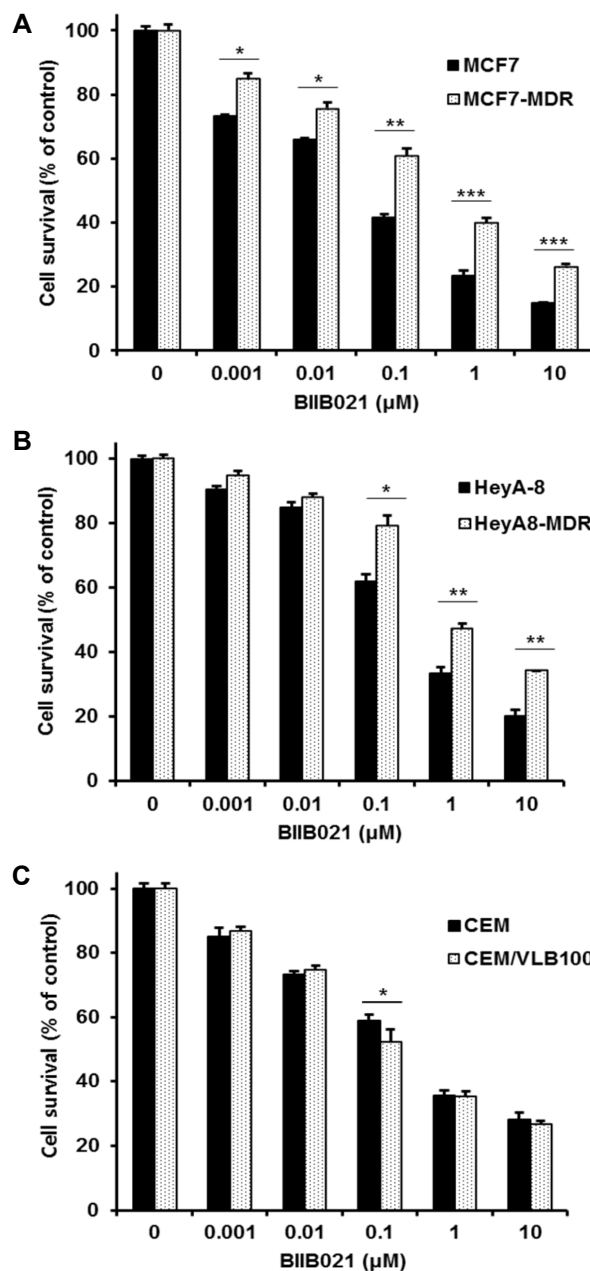 A
Cell survival (% of control)
100
80
60
40
20
0
MCF7
MCF7-MDR
*
*
**
***
***
0 0.001 0.01 0.1 1 10
BIIB021 (µM)
B
Cell survival (% of control)
100
80
60
40
20
0
HeyA-8
HeyA8-MDR
*
**
**
0 0.001 0.01 0.1 1 10
BIIB021 (µM)
C
Cell survival (% of control)
100
80
60
40
20
0
CEM
CEM/VLB100
*
0 0.001 0.01 0.1 1 10
BIIB021 (µM)